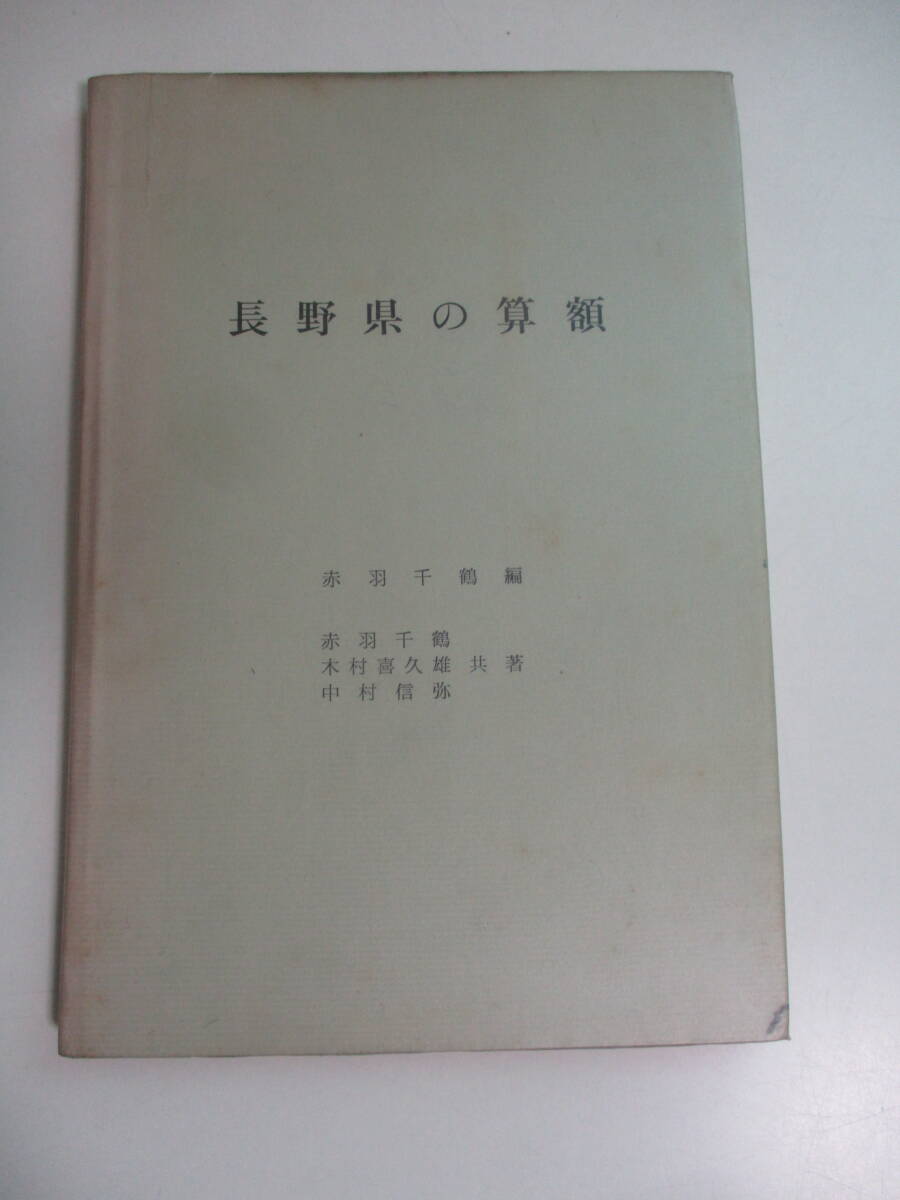 長野県の算額
赤羽千鶴編
赤羽千鶴
木村喜久雄共著
中村信弥